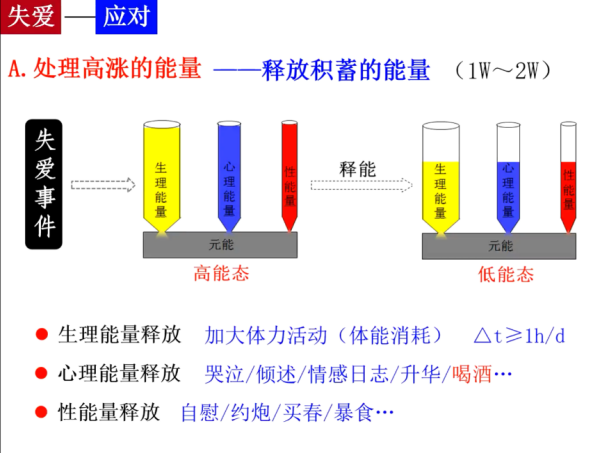 失爱——应对
A.处理高涨的能量 ——释放积蓄的能量 （1W～2W）
失爱事件
生理能量
心理能量
性能量
元能
高能态
释能
生理能量
心理能量
性能量
元能
低能态
● 生理能量释放 加大体力活动（体能消耗） △t≥1h/d
● 心理能量释放 哭泣/倾述/情感日志/升华/喝酒…
● 性能量释放 自慰/约炮/买春/暴食…